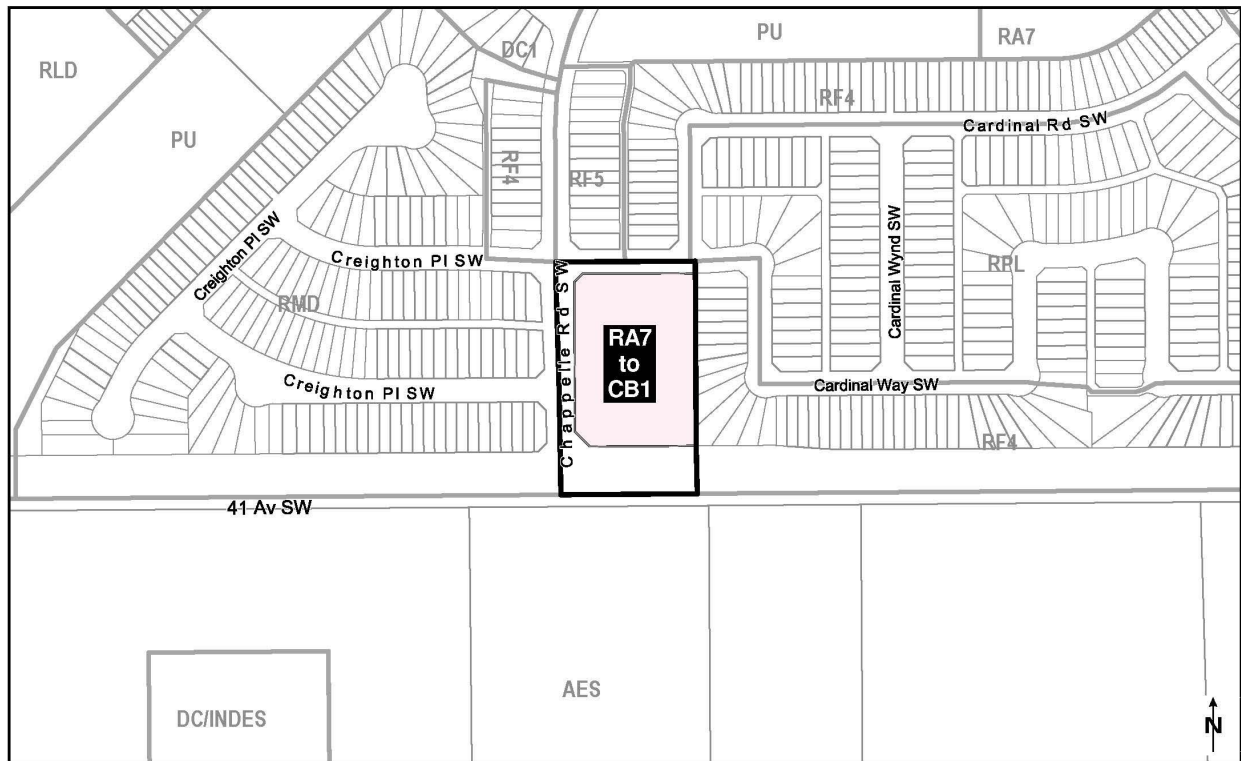 PU
RA7
RLD
DC1
RF4
Cardinal Rd SW
PU
RF4
RF5
Creighton Pl SW
Creighton Pl SW
RMD
Chappelle Rd SW
RA7
to
CB1
Cardinal Wynd SW
RPL
Creighton Pl SW
Cardinal Way SW
RF4
41 Av SW
AES
DC/INDES
N